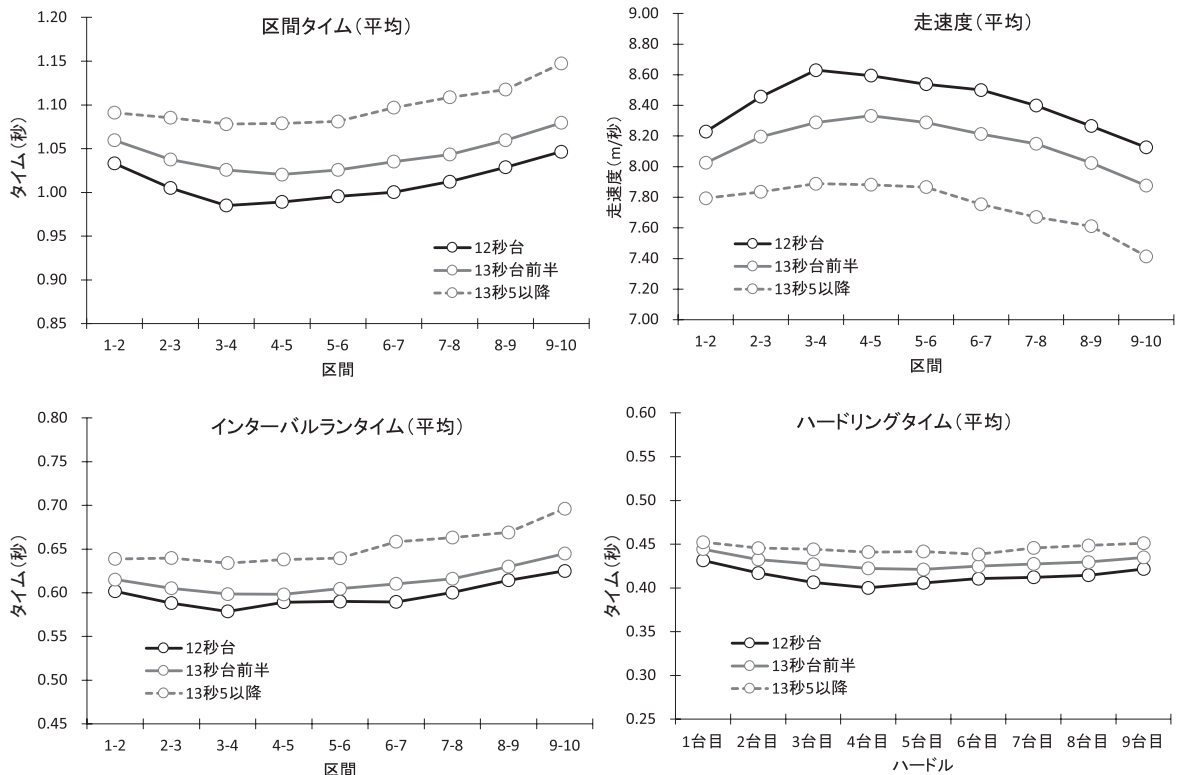 区間タイム(平均)
1.20
1.15
1.10
1.05
1.00
0.95
0.90
0.85
タイム(秒)
12秒台
13秒台前半
13秒5以降
1-2 2-3 3-4 4-5 5-6 6-7 7-8 8-9 9-10
区間
走速度(平均)
9.00
8.80
8.60
8.40
8.20
8.00
7.80
7.60
7.40
7.20
7.00
走速度(m/秒)
12秒台
13秒台前半
13秒5以降
1-2 2-3 3-4 4-5 5-6 6-7 7-8 8-9 9-10
区間
インターバルランタイム(平均)
0.80
0.75
0.70
0.65
0.60
0.55
0.50
0.45
タイム(秒)
12秒台
13秒台前半
13秒5以降
1-2 2-3 3-4 4-5 5-6 6-7 7-8 8-9 9-10
区間
ハードリングタイム(平均)
0.60
0.55
0.50
0.45
0.40
0.35
0.30
0.25
タイム(秒)
12秒台
13秒台前半
13秒5以降
1台目 2台目 3台目 4台目 5台目 6台目 7台目 8台目 9台目
ハードル